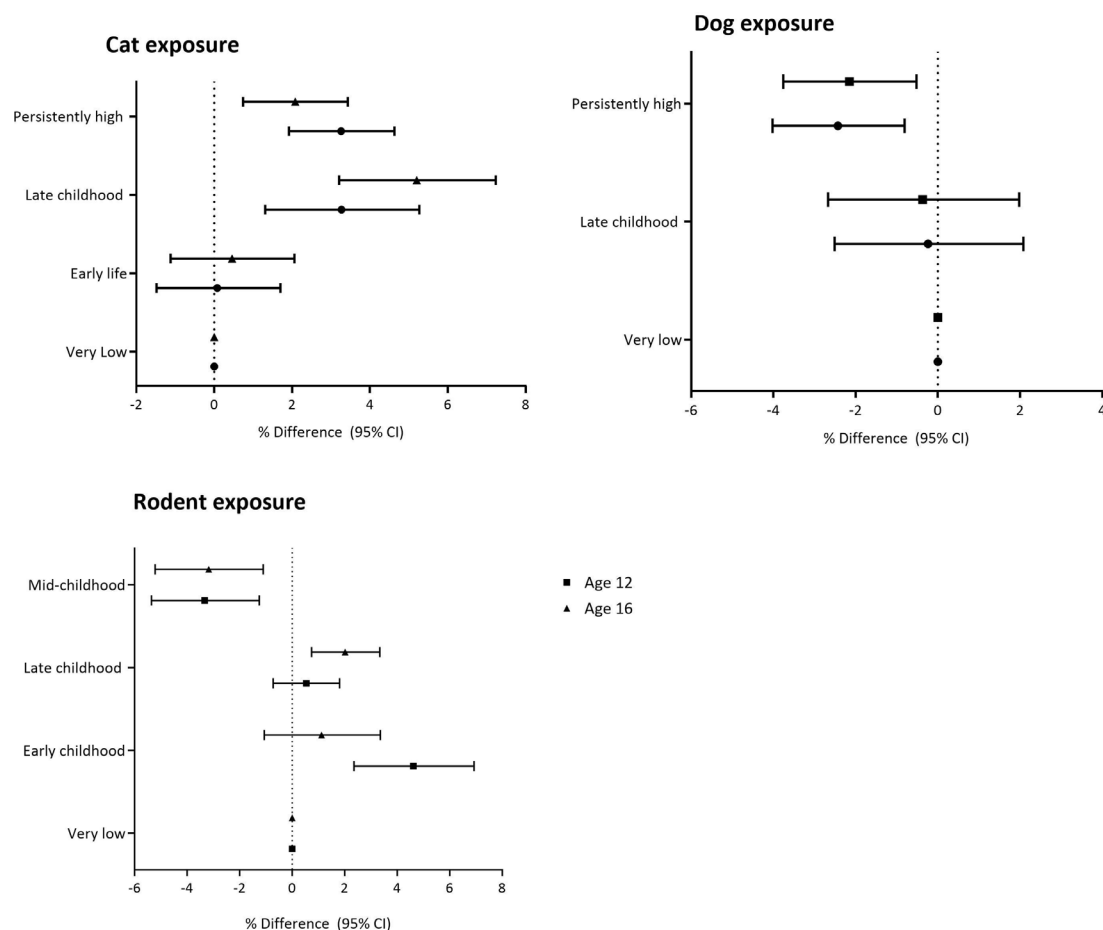 Cat exposure
Persistently high
Late childhood
Early life
Very Low
-2 0 2 4 6 8
% Difference (95% CI)
Dog exposure
Persistently high
Late childhood
Very low
-6 -4 -2 0 2 4
% Difference (95% CI)
Rodent exposure
Mid-childhood
Late childhood
Early childhood
Very low
-6 -4 -2 0 2 4 6 8
% Difference (95% CI)
Age 12
Age 16